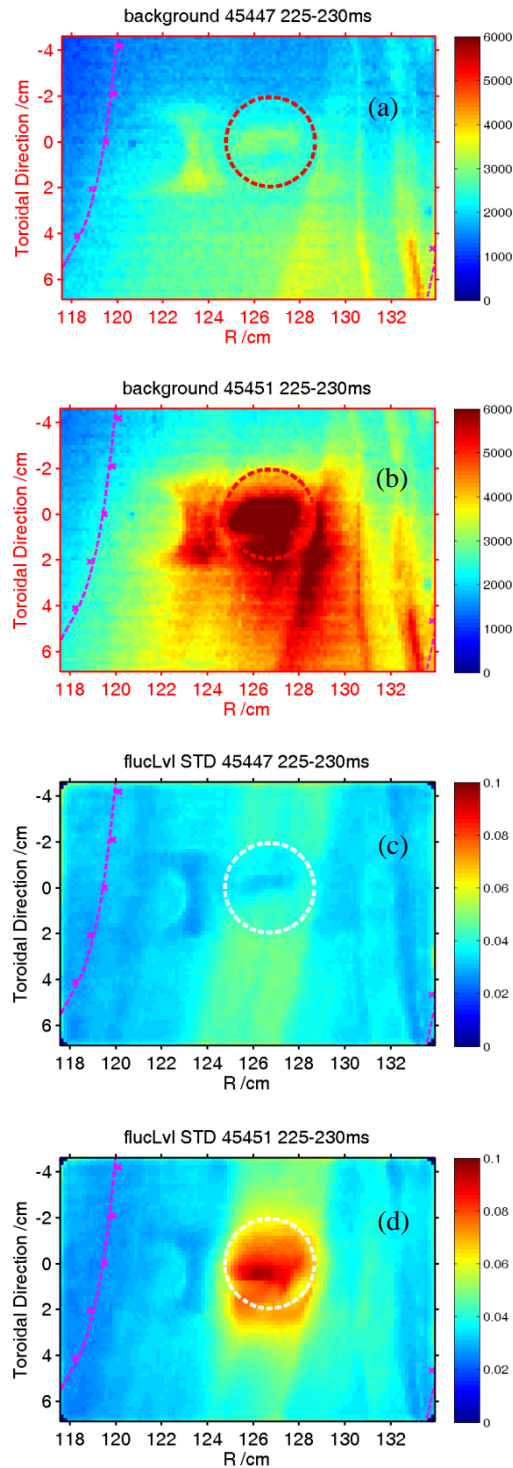 background 45447 225-230ms
(a)
Toroidal Direction /cm
-4
-2
0
2
4
6
118 120 122 124 126 128 130 132
R /cm
6000
5000
4000
3000
2000
1000
0
background 45451 225-230ms
(b)
Toroidal Direction /cm
-4
-2
0
2
4
6
118 120 122 124 126 128 130 132
R /cm
6000
5000
4000
3000
2000
1000
0
flucLvl STD 45447 225-230ms
(c)
Toroidal Direction /cm
-4
-2
0
2
4
6
118 120 122 124 126 128 130 132
R /cm
0.1
0.08
0.06
0.04
0.02
0
flucLvl STD 45451 225-230ms
(d)
Toroidal Direction /cm
-4
-2
0
2
4
6
118 120 122 124 126 128 130 132
R /cm
0.1
0.08
0.06
0.04
0.02
0